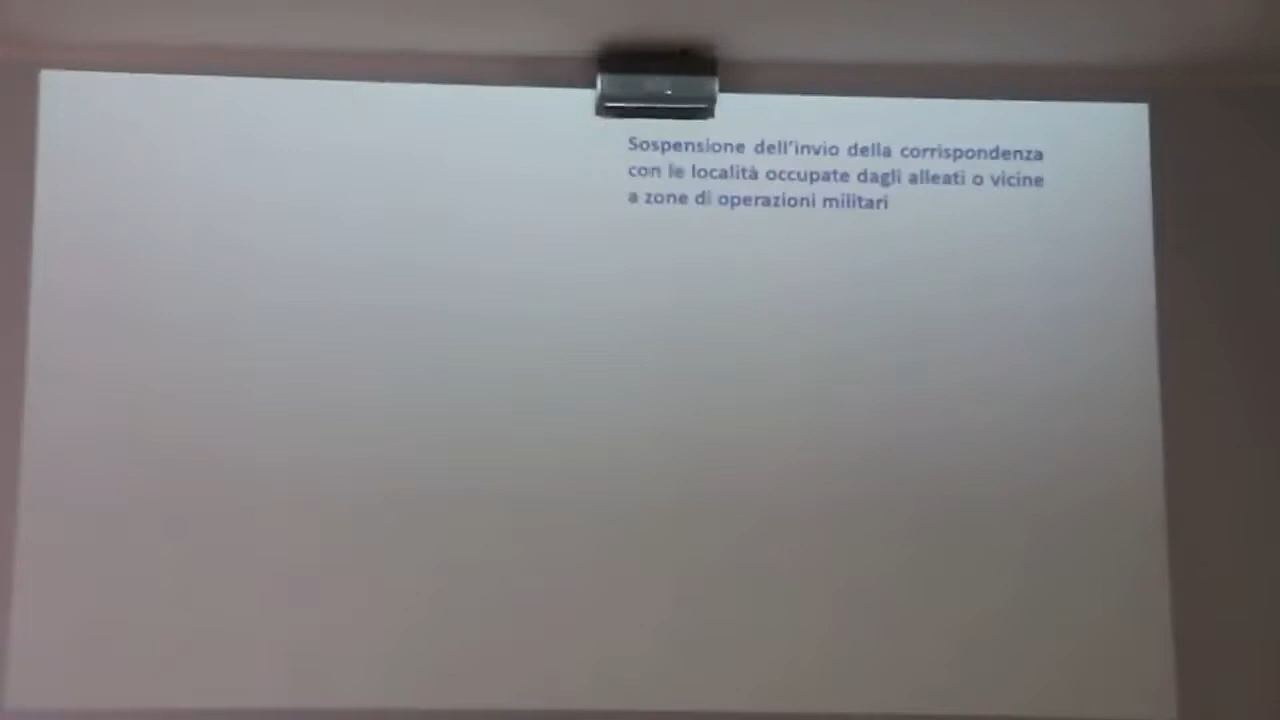 Sospensione dell'invio della corrispondenza
con le località occupate dagli alleati o vicine
a zone di operazioni militari